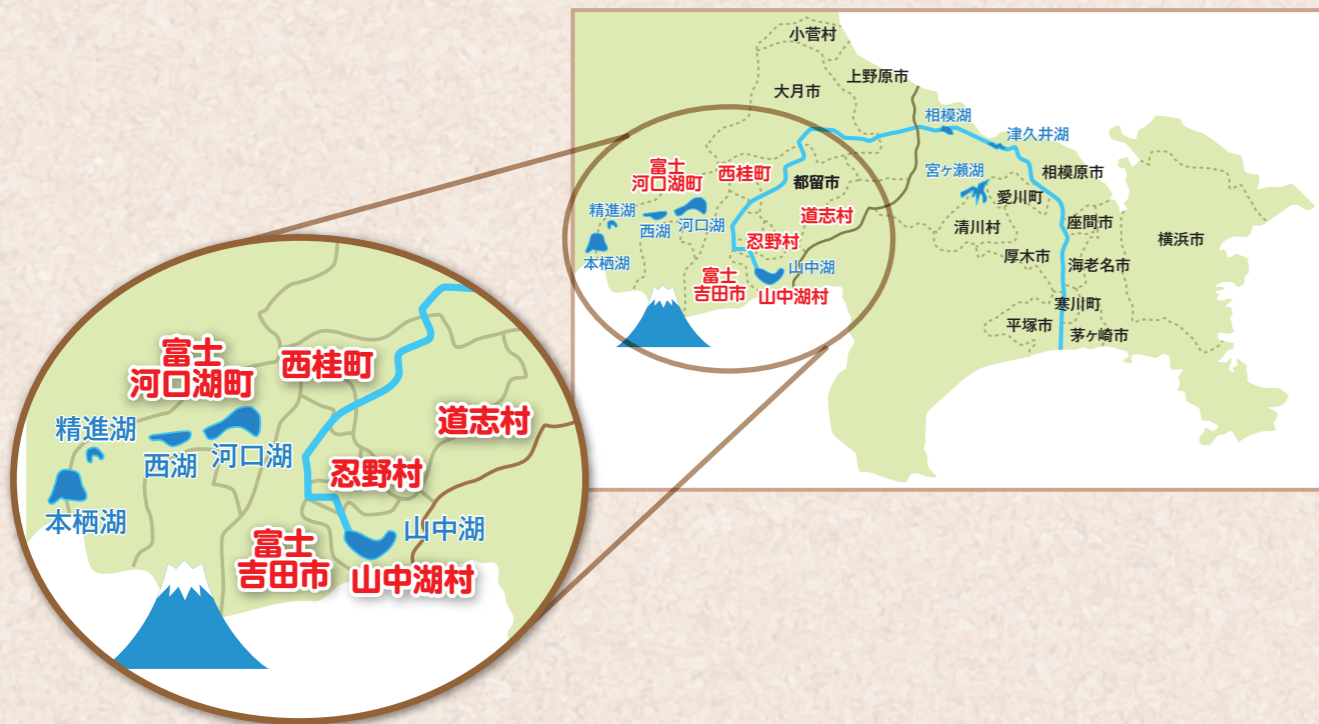 小菅村
上野原市
大月市
相模湖
津久井湖
富士
河口湖町
西桂町
都留市
宮ヶ瀬湖
相模原市
愛川町
精進湖
西湖
河口湖
道志村
清川村
座間市
横浜市
忍野村
本栖湖
山中湖
厚木市
海老名市
富士
吉田市
山中湖村
寒川町
平塚市
茅ヶ崎市
富士
河口湖町
西桂町
道志村
精進湖
西湖
河口湖
忍野村
本栖湖
山中湖
富士
吉田市
山中湖村